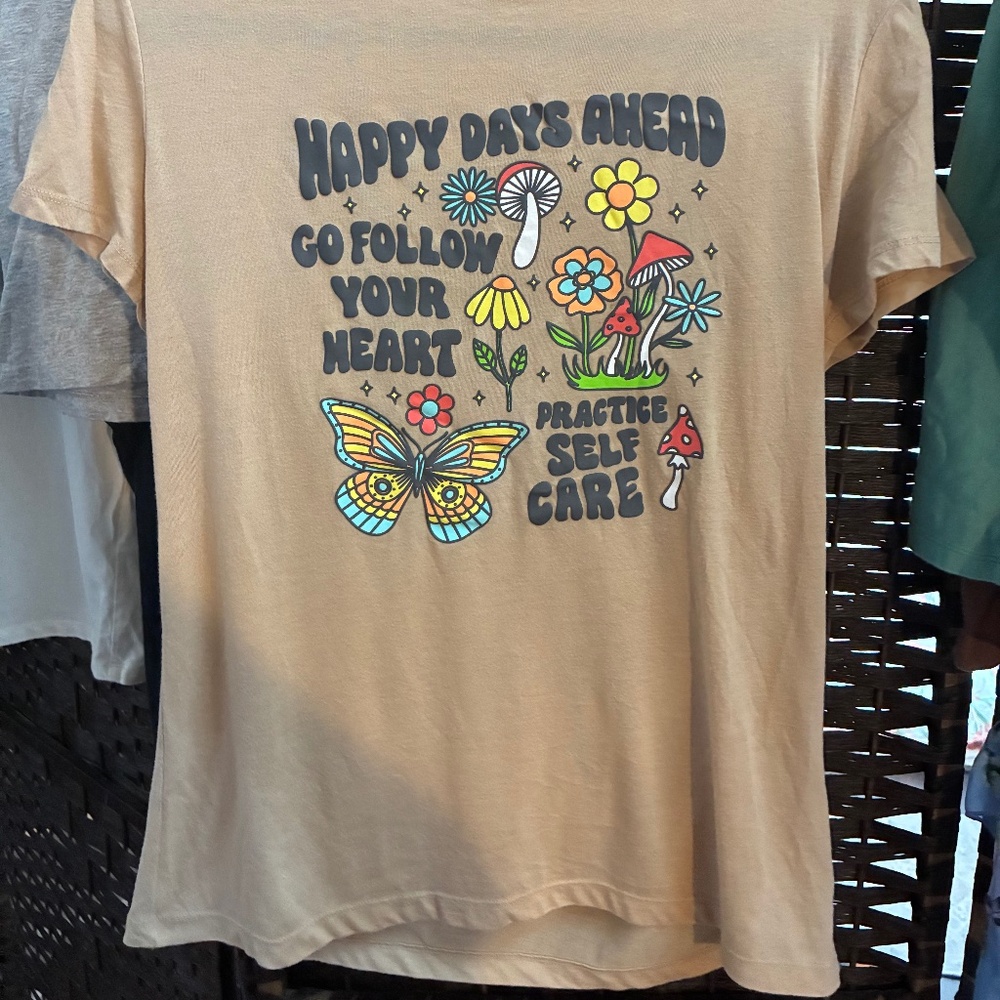 HAPPY DAYS AHEAD
GO FOLLOW
YOUR
HEART
PRACTICE
SELF
CARE